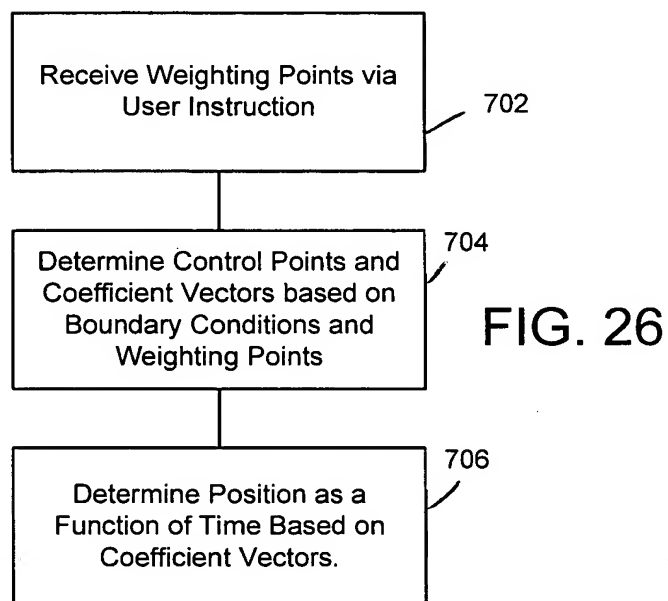 Receive Weighting Points via
User Instruction
702
704
Determine Control Points and
Coefficient Vectors based on
Boundary Conditions and
Weighting Points
FIG. 26
706
Determine Position as a
Function of Time Based on
Coefficient Vectors.